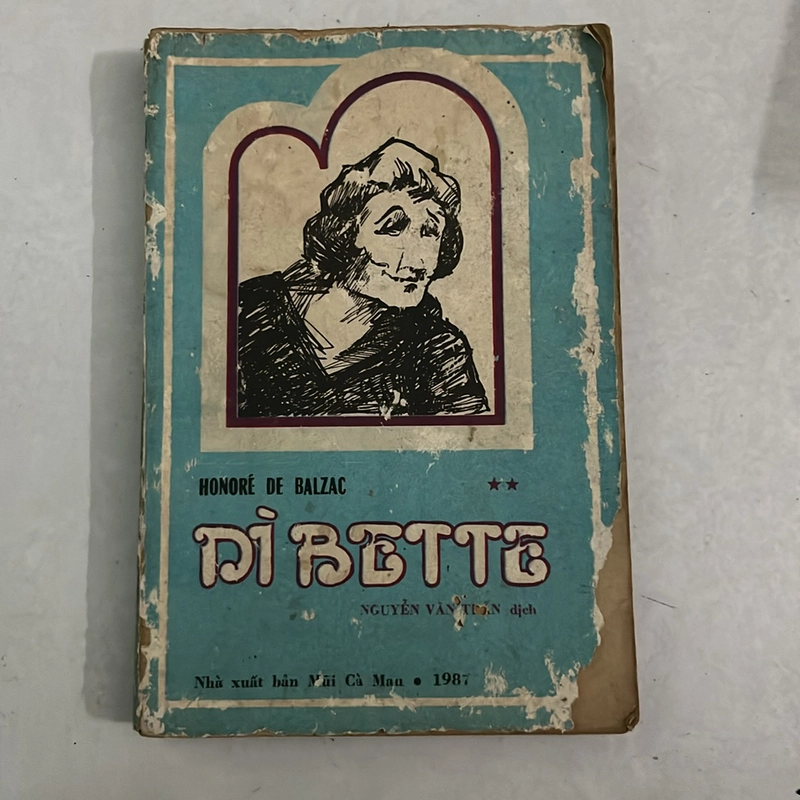 HONORÉ DE BALZAC ★★
DÌ BETTE
NGUYỄN VĂN dịch
Nhà xuất bản Mũi Cà Mau • 1987